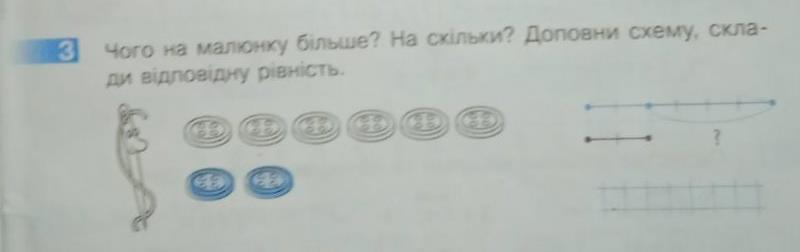 3 Чого на малюнку більше? На скільки? Доповни схему, скла-
ди відповідну рівність.
?